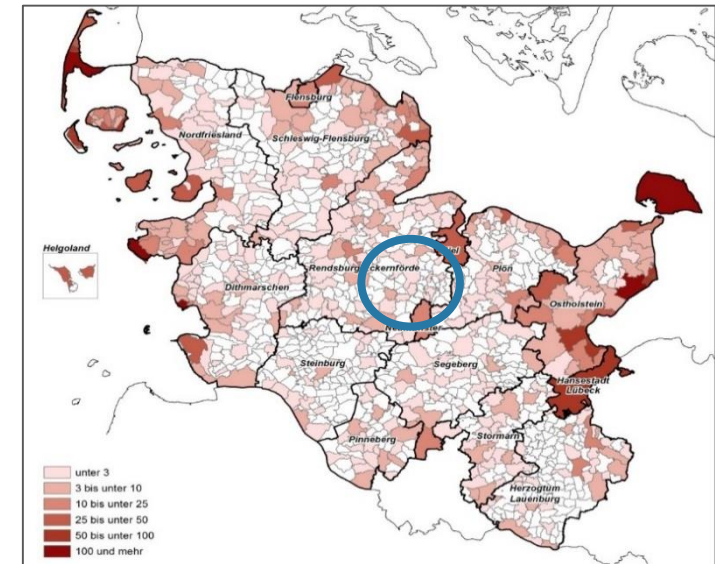 Flensburg
Nordfriesland
Schleswig-Flensburg
Helgoland
Rendsburg
ckernförde
Plön
Dithmarschen
Ostholstein
Steinburg
Segeberg
Hansestadt
Lübeck
Pinneberg
Stormarn
Herzogtum
Lauenburg
unter 3
3 bis unter 10
10 bis unter 25
25 bis unter 50
50 bis unter 100
100 und mehr